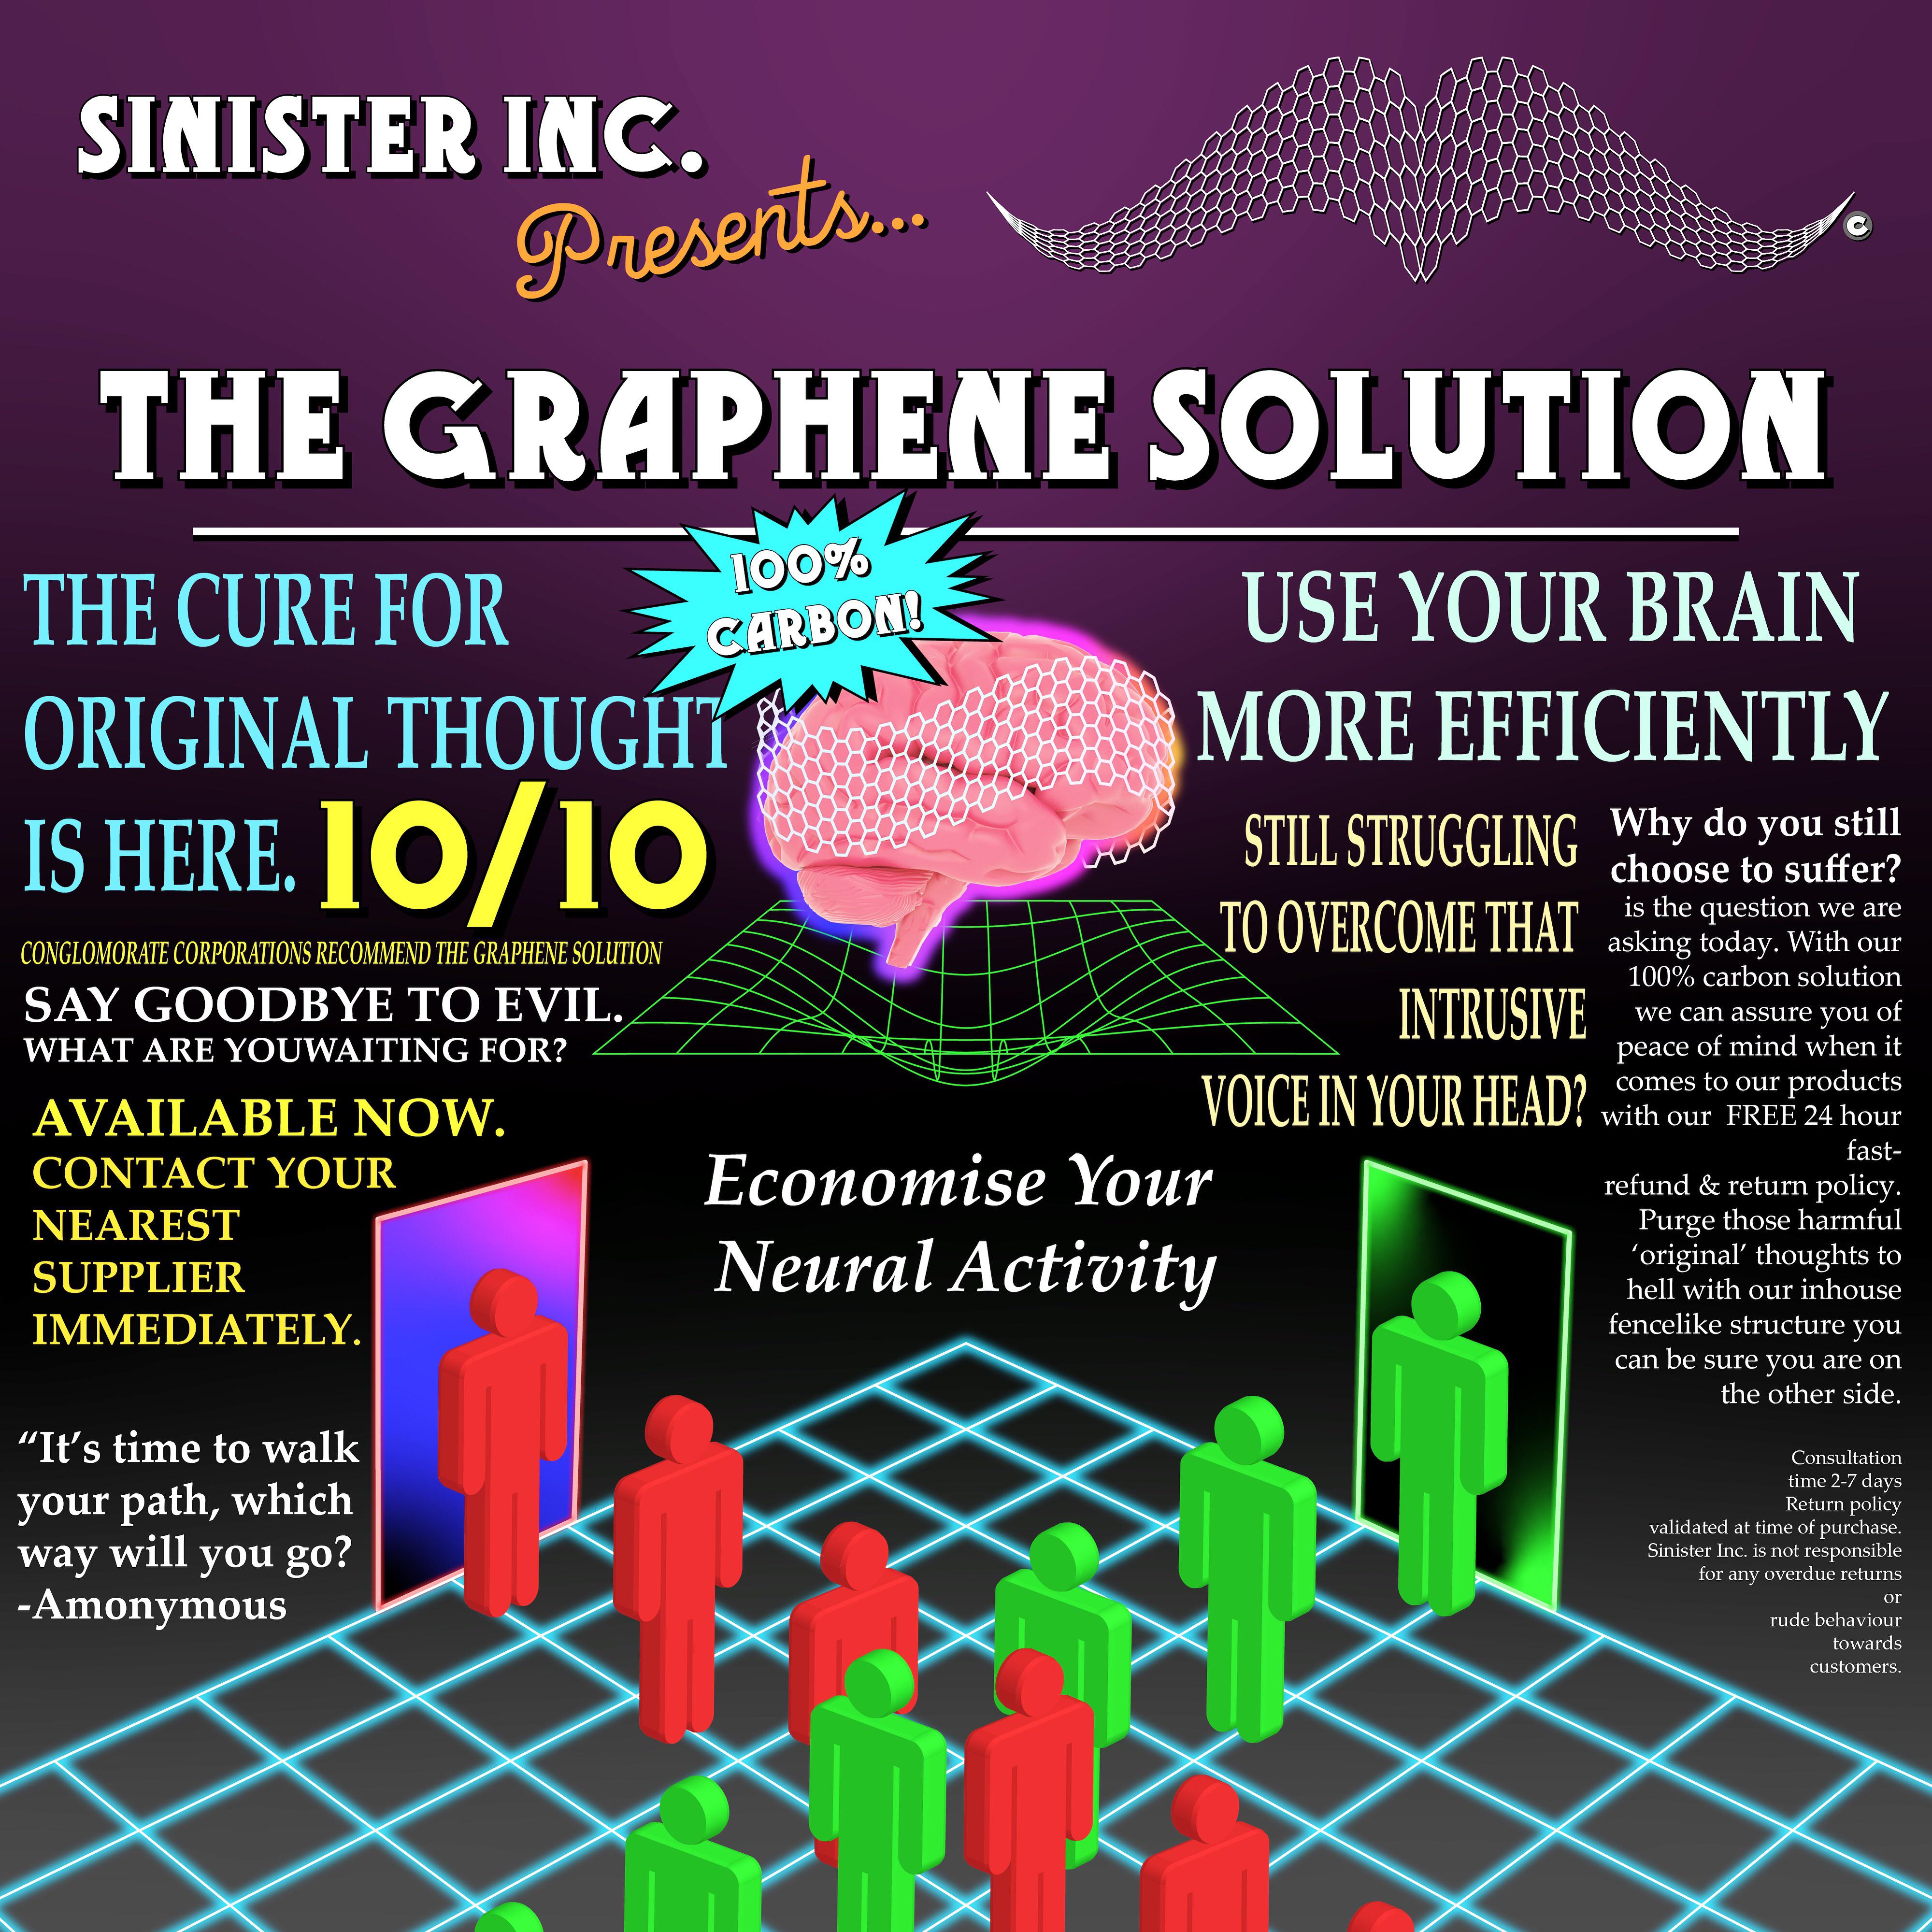 SINISTER INC.
Presents...
©
THE GRAPHENE SOLUTION
100%
CARBON!
THE CURE FOR
ORIGINAL THOUGHT
IS HERE.
10/10
CONGLOMORATE CORPORATIONS RECOMMEND THE GRAPHENE SOLUTION
SAY GOODBYE TO EVIL.
WHAT ARE YOUWAITING FOR?
AVAILABLE NOW.
CONTACT YOUR
NEAREST
SUPPLIER
IMMEDIATELY.
“It’s time to walk
your path, which
way will you go?
-Amonymous
Economise Your
Neural Activity
USE YOUR BRAIN
MORE EFFICIENTLY
STILL STRUGGLING
TO OVERCOME THAT
INTRUSIVE
VOICE IN YOUR HEAD?
Why do you still
choose to suffer?
is the question we are
asking today. With our
100% carbon solution
we can assure you of
peace of mind when it
comes to our products
with our FREE 24 hour
fast-
refund & return policy.
Purge those harmful
‘original’ thoughts to
hell with our inhouse
fencelike structure you
can be sure you are on
the other side.
Consultation
time 2-7 days
Return policy
validated at time of purchase.
Sinister Inc. is not responsible
for any overdue returns
or
rude behaviour
towards
customers.